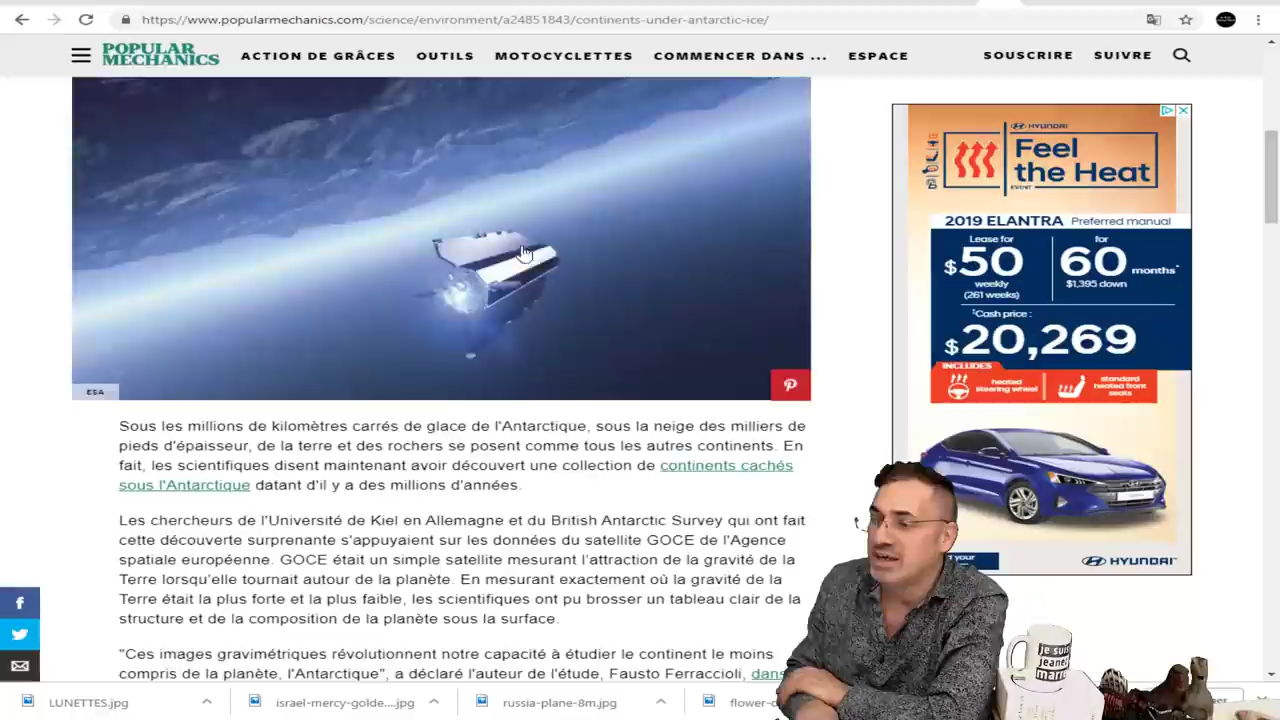 https://www.popularmechanics.com/science/environment/a24851843/continents-under-antarctic-ice/
POPULAR
MECHANICS
ACTION DE GRÂCES OUTILS MOTOCYCLETTES COMMENCER DANS ... ESPACE SOUSCRIRE SUIVRE
ESA
HYUNDAI
Feel
the Heat
EVENT
2019 ELANTRA Preferred manual
Lease for
$50
weekly
(261 weeks)
for
60
months*
$1,395 down
‡Cash price :
$20,269
INCLUDES
heated
steering wheel
standard
heated front
seats
HYUNDAI
Sous les millions de kilomètres carrés de glace de l'Antarctique, sous la neige des milliers de
pieds d'épaisseur, de la terre et des rochers se posent comme tous les autres continents. En
fait, les scientifiques disent maintenant avoir découvert une collection de continents cachés
sous l'Antarctique datant d'il y a des millions d'années.
Les chercheurs de l'Université de Kiel en Allemagne et du British Antarctic Survey qui ont fait
cette découverte surprenante s'appuyaient sur les données du satellite GOCE de l'Agence
spatiale européenne. GOCE était un simple satellite mesurant l'attraction de la gravité de la
Terre lorsqu'elle tournait autour de la planète. En mesurant exactement où la gravité de la
Terre était la plus forte et la plus faible, les scientifiques ont pu brosser un tableau clair de la
structure et de la composition de la planète sous la surface.
"Ces images gravimétriques révolutionnent notre capacité à étudier le continent le moins
compris de la planète, l'Antarctique", a déclaré l'auteur de l'étude, Fausto Ferraccioli, dans
je suis
LUNETTES.jpg
israel-mercy-golde....jpg
russia-plane-8m.jpg